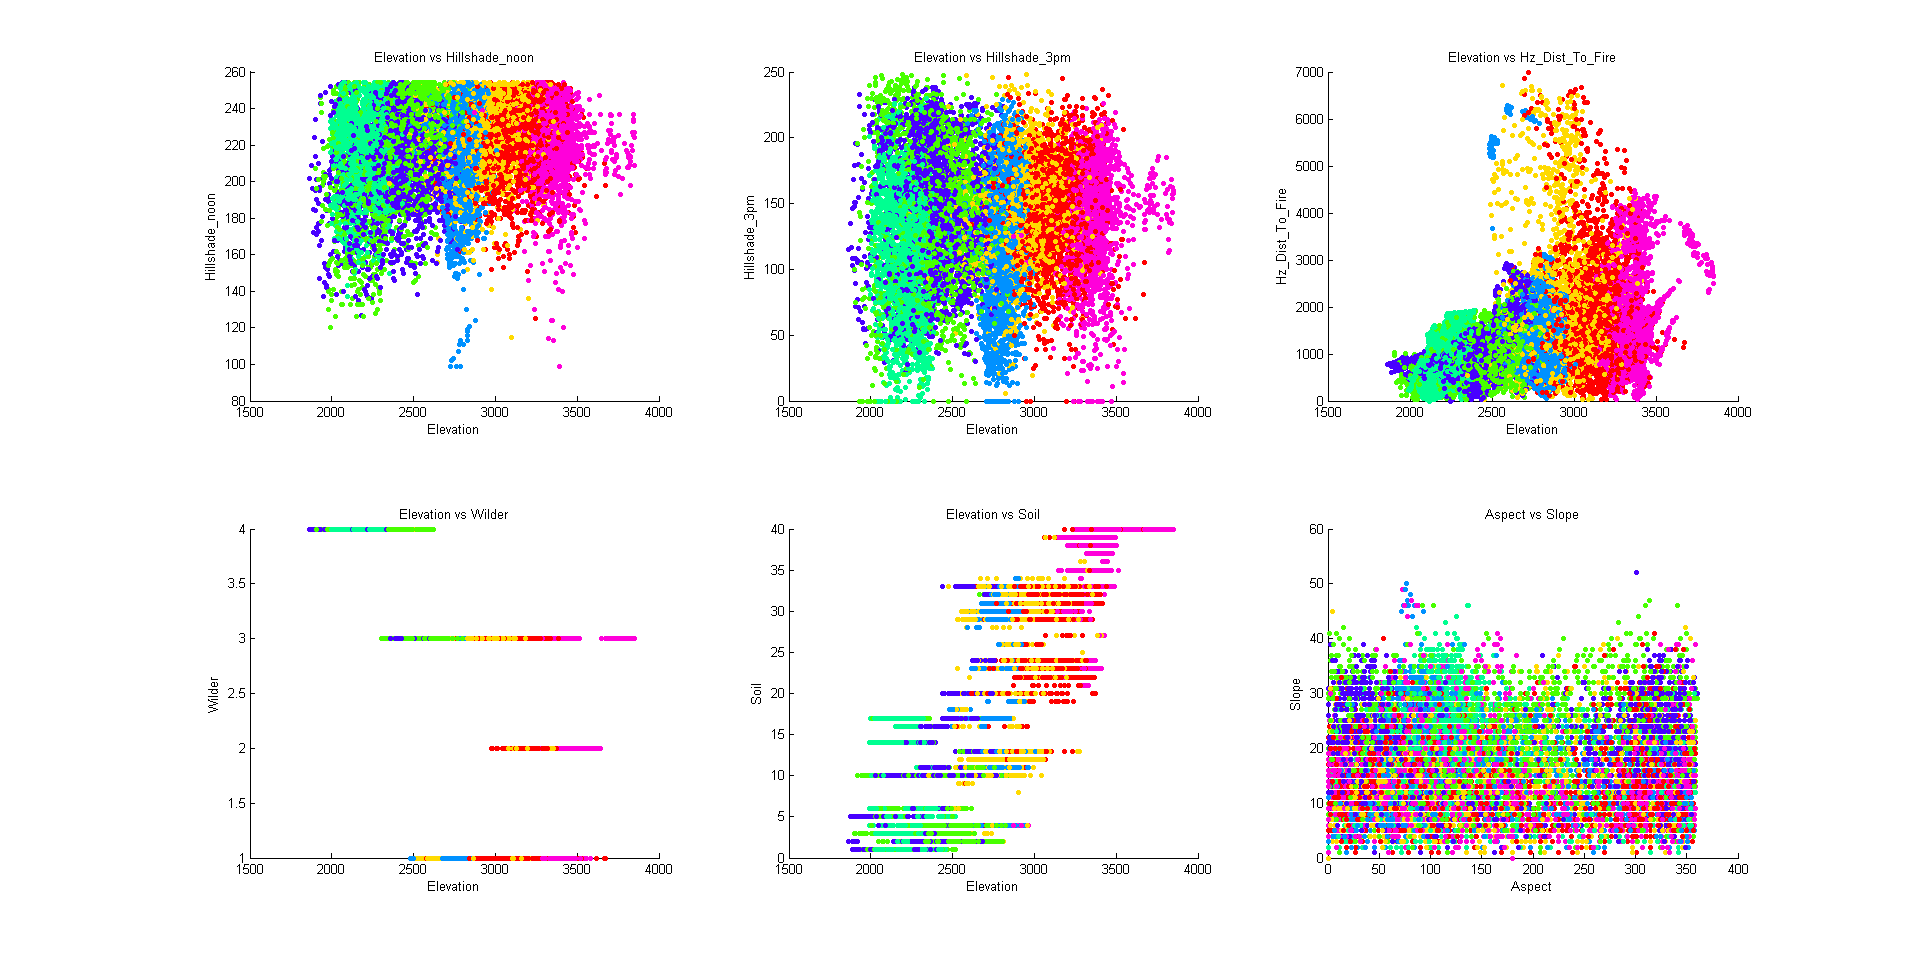 Elevation vs Hillshade_noon
260
240
220
200
180
160
140
120
100
80
1500 2000 2500 3000 3500 4000
Hillshade_noon
Elevation
Elevation vs Hillshade_3pm
250
200
150
100
50
0
1500 2000 2500 3000 3500 4000
Hillshade_3pm
Elevation
Elevation vs Hz_Dist_To_Fire
7000
6000
5000
4000
3000
2000
1000
0
1500 2000 2500 3000 3500 4000
Hz_Dist_To_Fire
Elevation
Elevation vs Wilder
4
3.5
3
2.5
2
1.5
1
1500 2000 2500 3000 3500 4000
Wilder
Elevation
Elevation vs Soil
40
35
30
25
20
15
10
5
0
1500 2000 2500 3000 3500 4000
Soil
Elevation
Aspect vs Slope
60
50
40
30
20
10
0
0 50 100 150 200 250 300 350 400
Slope
Aspect